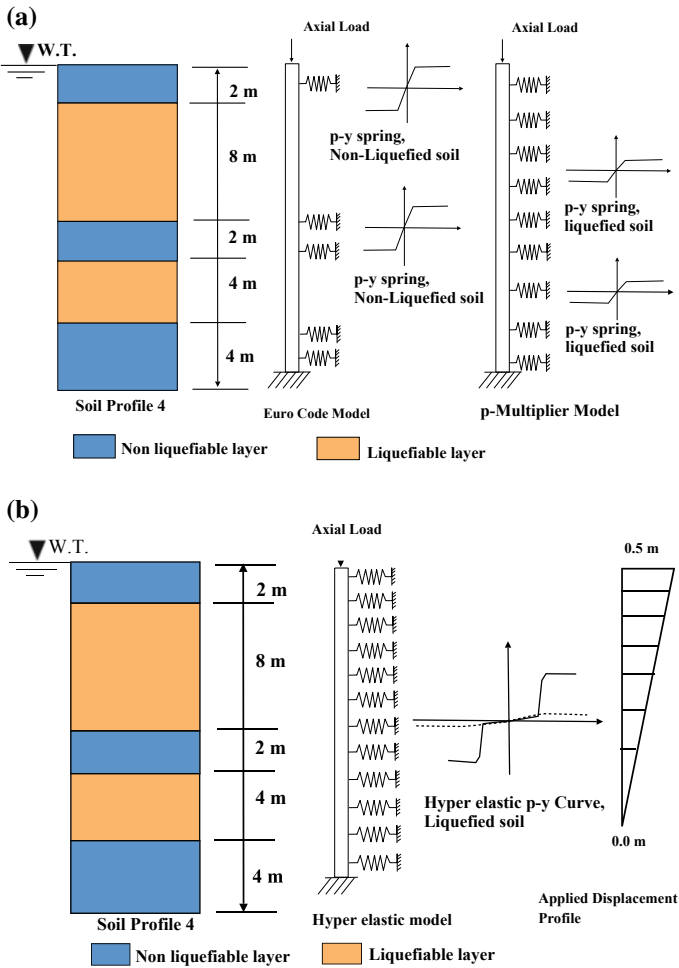 (a)
W.T.
Axial Load
Axial Load
2 m
8 m
2 m
4 m
4 m
p-y spring,
Non-Liquefied soil
p-y spring,
Non-Liquefied soil
p-y spring,
liquefied soil
p-y spring,
liquefied soil
Soil Profile 4
Euro Code Model
p-Multiplier Model
Non liquefiable layer
Liquefiable layer
(b)
W.T.
Axial Load
0.5 m
2 m
8 m
2 m
4 m
4 m
Hyper elastic p-y Curve,
Liquefied soil
0.0 m
Applied Displacement
Profile
Soil Profile 4
Hyper elastic model
Non liquefiable layer
Liquefiable layer